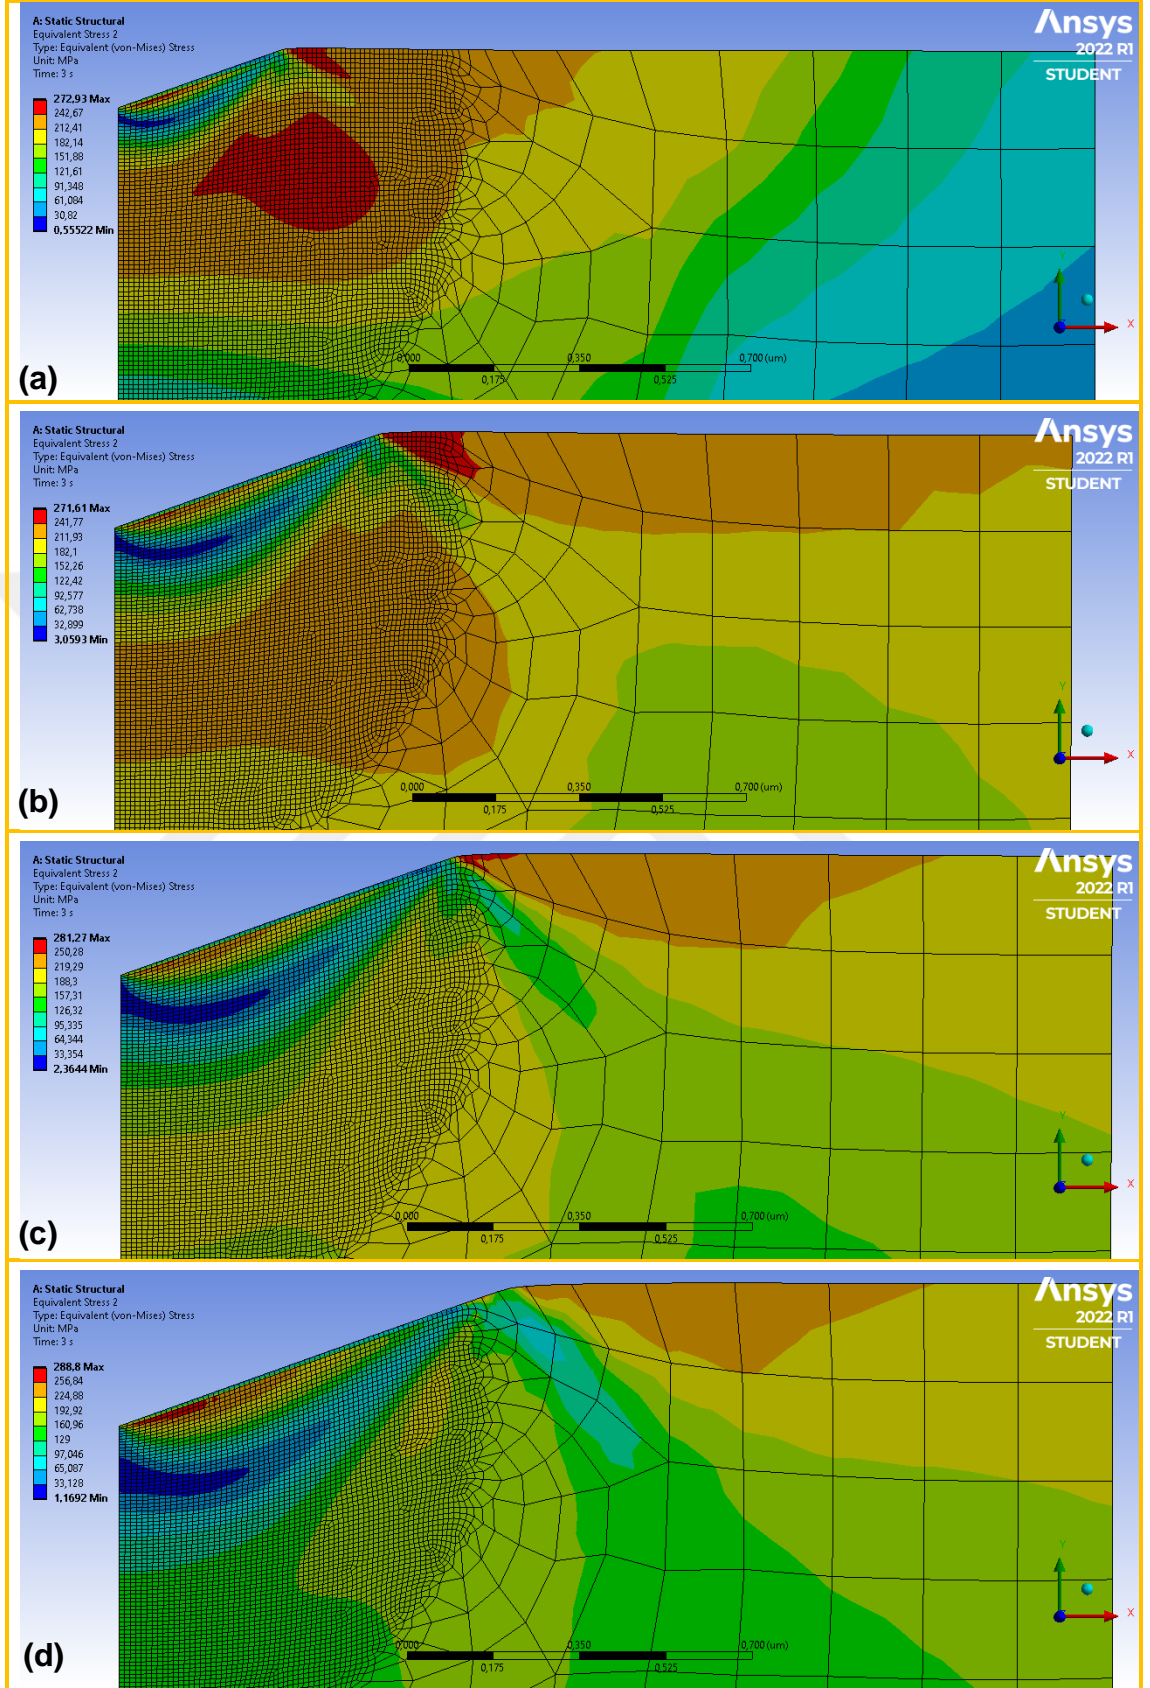 A: Static Structural
Equivalent Stress 2
Type: Equivalent (von-Mises) Stress
Unit: MPa
Time: 3 s
272,93 Max
242,67
212,41
182,14
151,88
121,61
91,348
61,084
30,82
0,55522 Min
Ansys
2022 R1
STUDENT
Y
X
0,000 0,350 0,700 (um)
0,175 0,525
(a)
A: Static Structural
Equivalent Stress 2
Type: Equivalent (von-Mises) Stress
Unit: MPa
Time: 3 s
271,61 Max
241,77
211,93
182,1
152,26
122,42
92,577
62,738
32,899
3,0593 Min
Ansys
2022 R1
STUDENT
Y
X
0,000 0,350 0,700 (um)
0,175 0,525
(b)
A: Static Structural
Equivalent Stress 2
Type: Equivalent (von-Mises) Stress
Unit: MPa
Time: 3 s
281,27 Max
250,28
219,29
188,3
157,31
126,32
95,335
64,344
33,354
2,3644 Min
Ansys
2022 R1
STUDENT
Y
X
0,000 0,350 0,700 (um)
0,175 0,525
(c)
A: Static Structural
Equivalent Stress 2
Type: Equivalent (von-Mises) Stress
Unit: MPa
Time: 3 s
288,8 Max
256,84
224,88
192,92
160,96
129
97,046
65,087
33,128
1,1692 Min
Ansys
2022 R1
STUDENT
Y
X
0,000 0,350 0,700 (um)
0,175 0,525
(d)